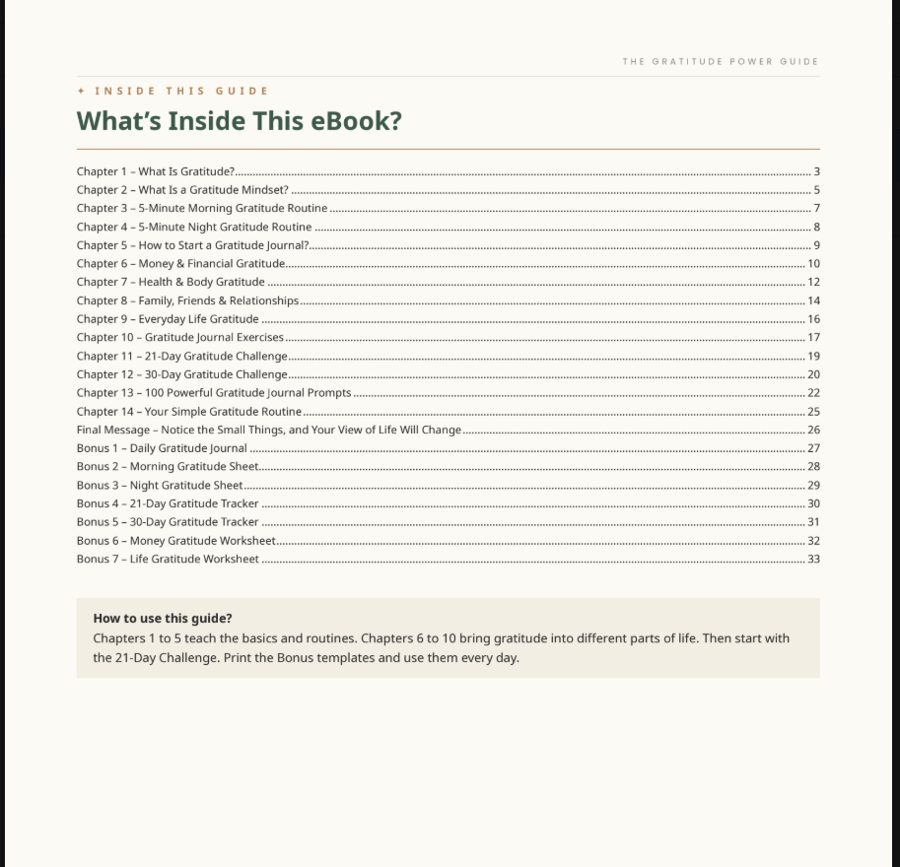 THE GRATITUDE POWER GUIDE
✦ INSIDE THIS GUIDE
What’s Inside This eBook?
Chapter 1 – What Is Gratitude? 3
Chapter 2 – What Is a Gratitude Mindset? 5
Chapter 3 – 5-Minute Morning Gratitude Routine 7
Chapter 4 – 5-Minute Night Gratitude Routine 8
Chapter 5 – How to Start a Gratitude Journal? 9
Chapter 6 – Money & Financial Gratitude 10
Chapter 7 – Health & Body Gratitude 12
Chapter 8 – Family, Friends & Relationships 14
Chapter 9 – Everyday Life Gratitude 16
Chapter 10 – Gratitude Journal Exercises 17
Chapter 11 – 21-Day Gratitude Challenge 19
Chapter 12 – 30-Day Gratitude Challenge 20
Chapter 13 – 100 Powerful Gratitude Journal Prompts 22
Chapter 14 – Your Simple Gratitude Routine 25
Final Message – Notice the Small Things, and Your View of Life Will Change 26
Bonus 1 – Daily Gratitude Journal 27
Bonus 2 – Morning Gratitude Sheet 28
Bonus 3 – Night Gratitude Sheet 29
Bonus 4 – 21-Day Gratitude Tracker 30
Bonus 5 – 30-Day Gratitude Tracker 31
Bonus 6 – Money Gratitude Worksheet 32
Bonus 7 – Life Gratitude Worksheet 33
How to use this guide?
Chapters 1 to 5 teach the basics and routines. Chapters 6 to 10 bring gratitude into different parts of life. Then start with
the 21-Day Challenge. Print the Bonus templates and use them every day.